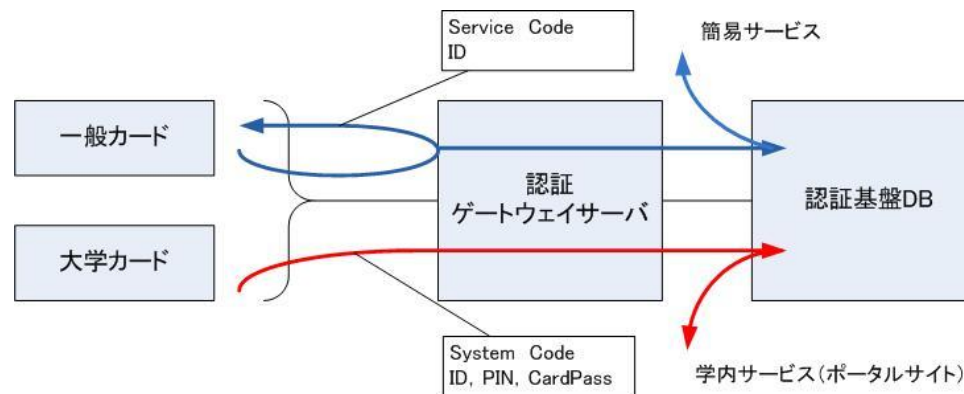 Service Code
ID
簡易サービス
一般カード
認証
ゲートウェイサーバ
認証基盤DB
大学カード
System Code
ID, PIN, CardPass
学内サービス(ポータルサイト)